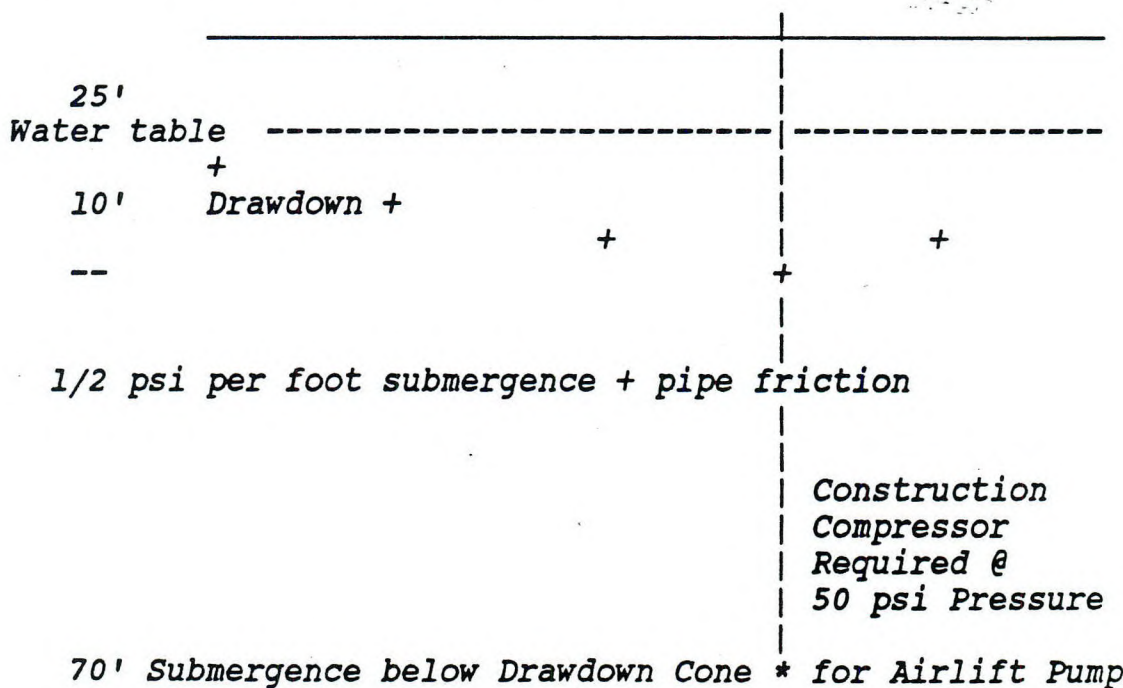 25'
Water table
+
10' Drawdown +
+ +
-- +
1/2 psi per foot submergence + pipe friction
Construction
Compressor
Required @
50 psi Pressure
70' Submergence below Drawdown Cone * for Airlift Pump